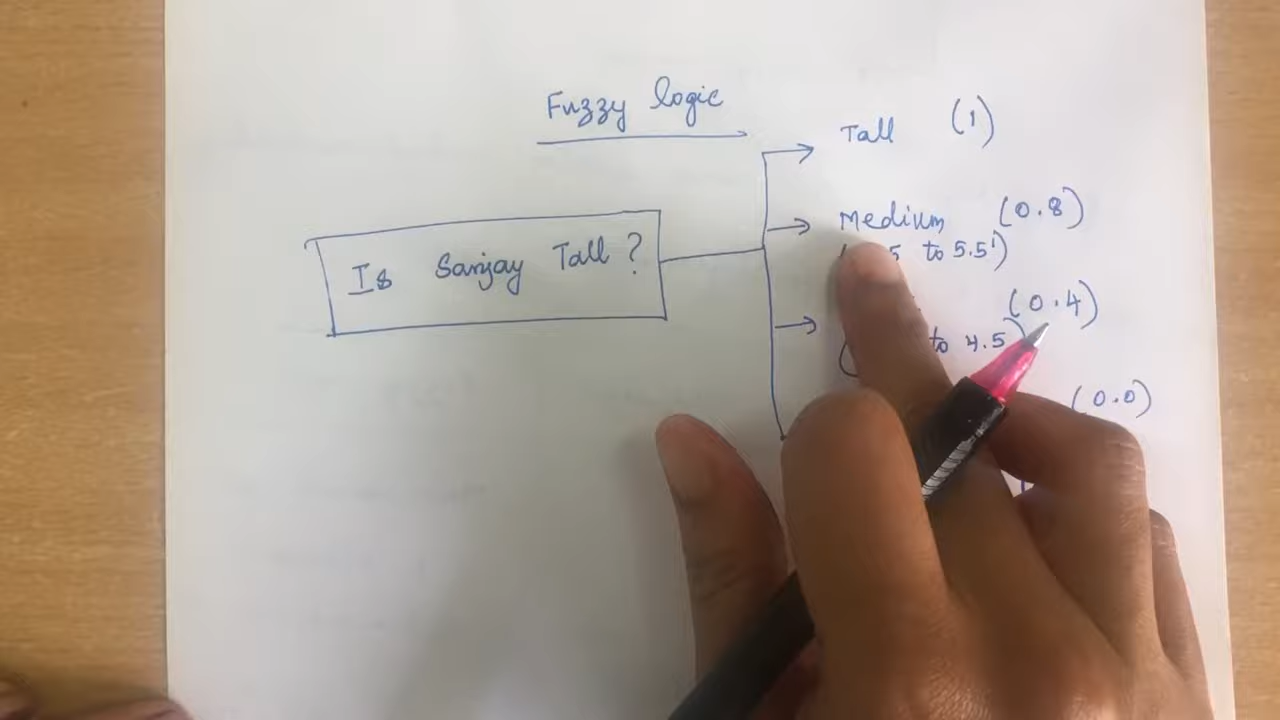 Fuzzy logic
Tall (1)
Medium (0.8)
to 5.5')
Is Sanjay Tall ?
(0.4)
to 4.5)
(0.0)